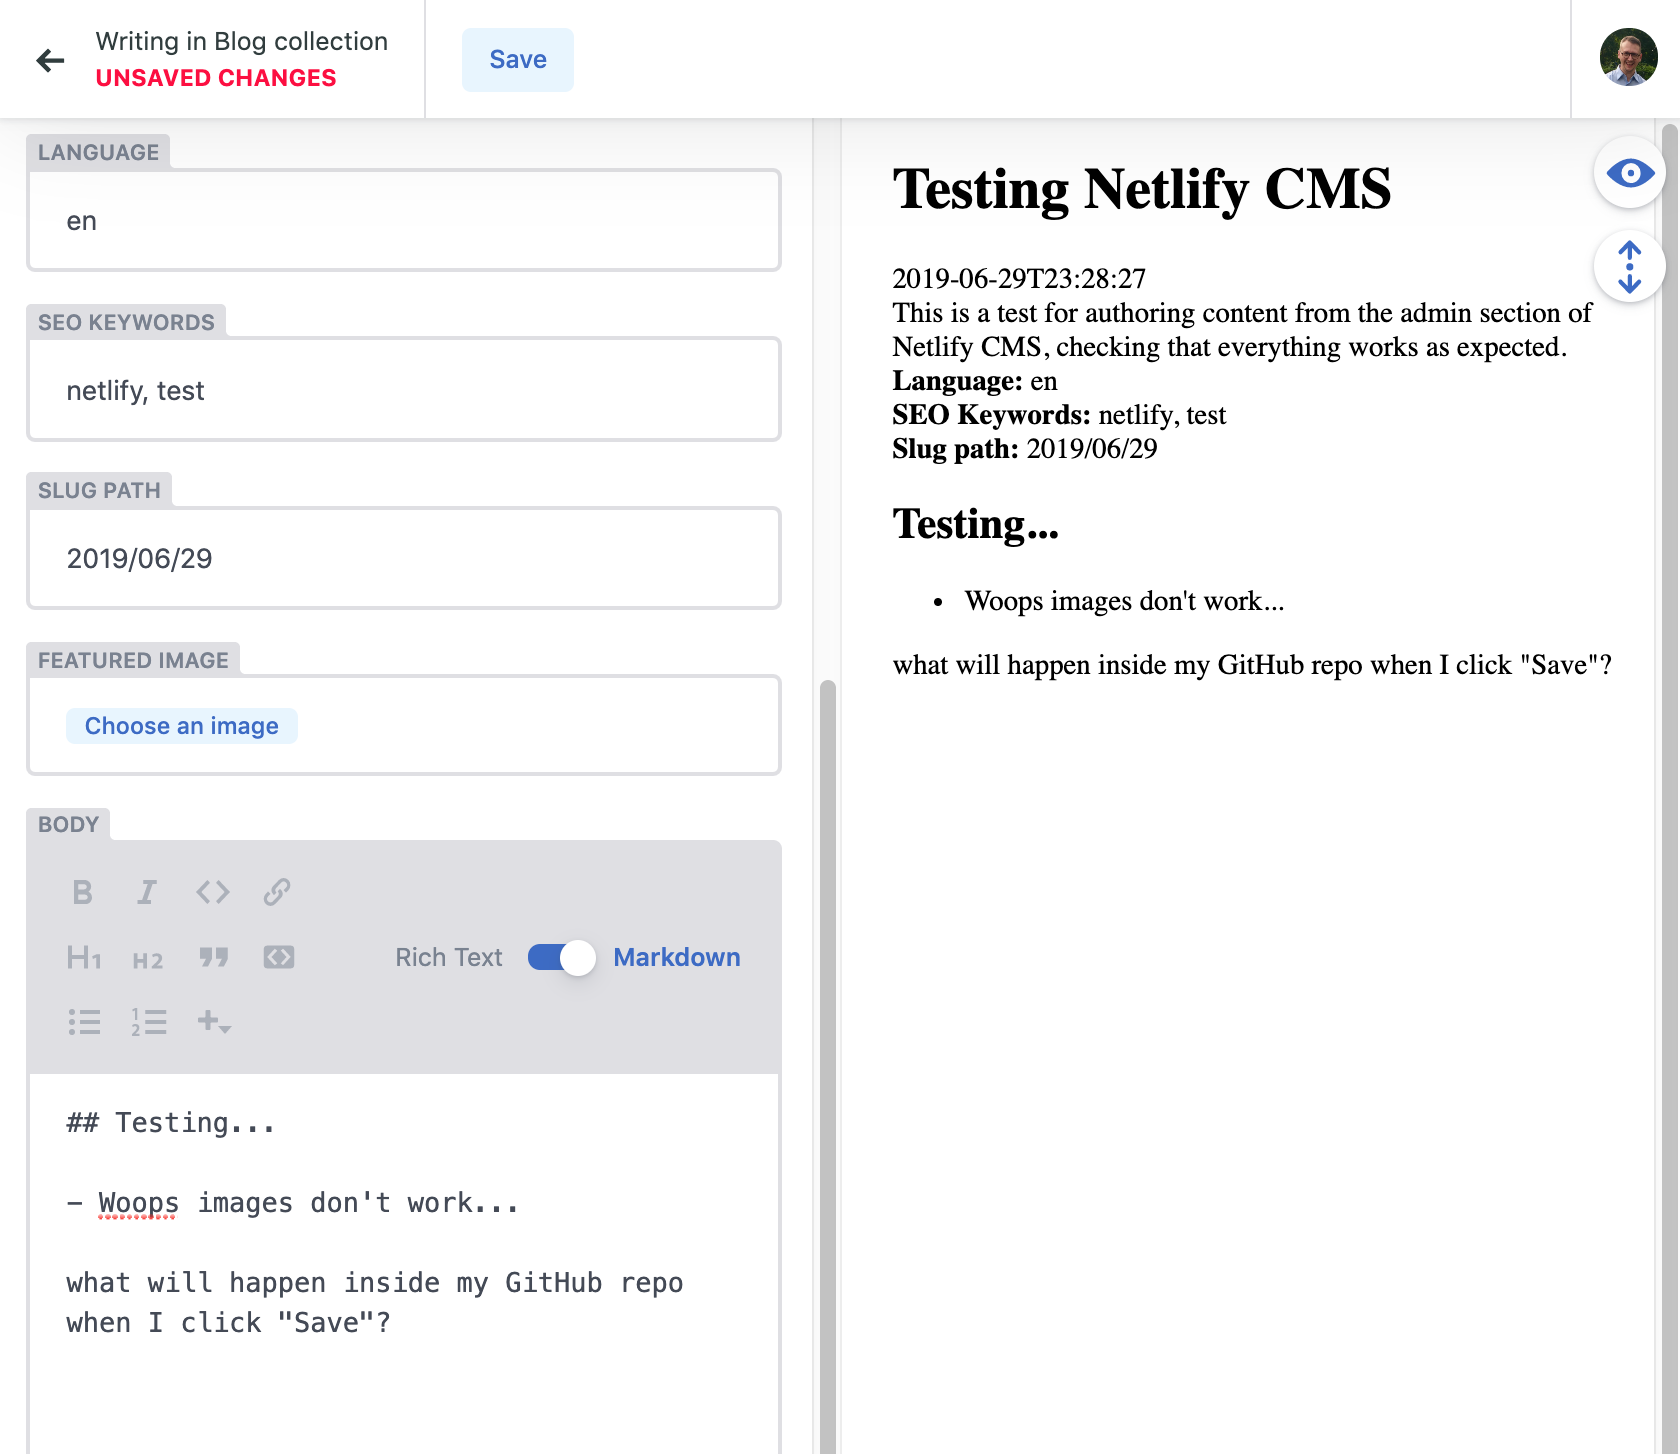 Writing in Blog collection
UNSAVED CHANGES
Save
LANGUAGE
en
SEO KEYWORDS
netlify, test
SLUG PATH
2019/06/29
FEATURED IMAGE
Choose an image
BODY
B I
H1 H2
Rich Text Markdown
1
2
## Testing...
- Woops images don't work...
what will happen inside my GitHub repo
when I click "Save"?
Testing Netlify CMS
2019-06-29T23:28:27
This is a test for authoring content from the admin section of
Netlify CMS, checking that everything works as expected.
Language: en
SEO Keywords: netlify, test
Slug path: 2019/06/29
Testing...
• Woops images don't work...
what will happen inside my GitHub repo when I click "Save"?